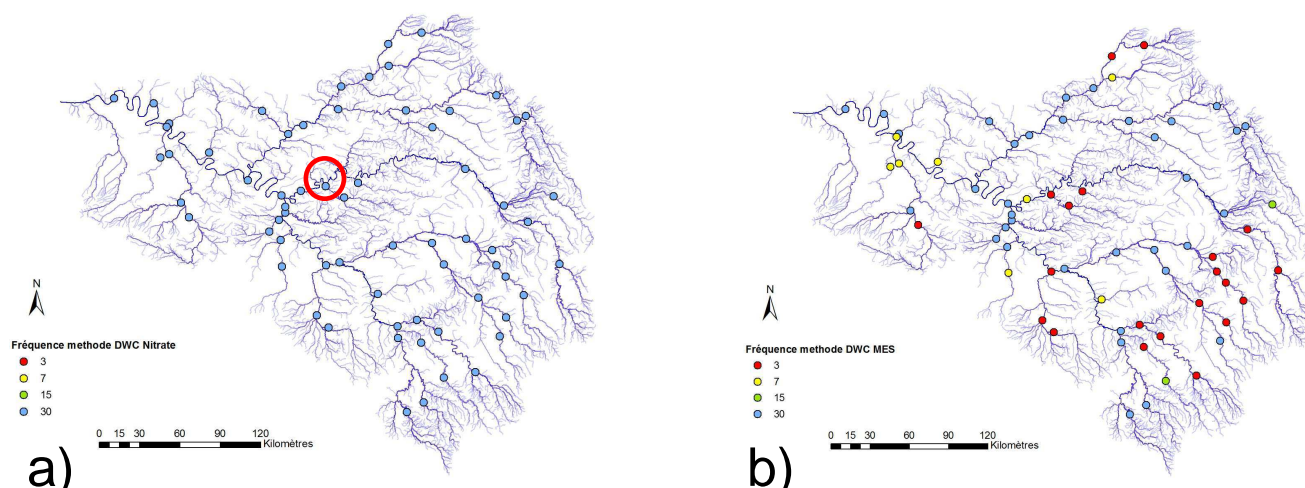 N
Fréquence methode DWC Nitrate
3
7
15
30
0 15 30 60 90 120
Kilomètres
a)
N
Fréquence methode DWC MES
3
7
15
30
0 15 30 60 90 120
Kilomètres
b)